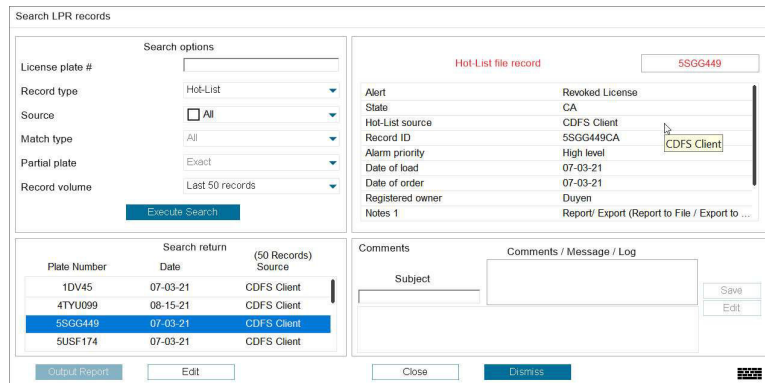 Search LPR records
Search options
License plate #
Record type Hot-List
Source All
Match type All
Partial plate Exact
Record volume Last 50 records
Execute Search
Hot-List file record 5SGG449
Alert Revoked License
State CA
Hot-List source CDFS Client
Record ID 5SGG449CA
CDFS Client
Alarm priority High level
Date of load 07-03-21
Date of order 07-03-21
Registered owner Duyen
Notes 1 Report/ Export (Report to File / Export to ...
Search return
(50 Records)
Plate Number Date Source
1DV45 07-03-21 CDFS Client
4TYU099 08-15-21 CDFS Client
5SGG449 07-03-21 CDFS Client
5USF174 07-03-21 CDFS Client
Comments
Comments / Message / Log
Subject
Save
Edit
Output Report Edit Close Dismiss